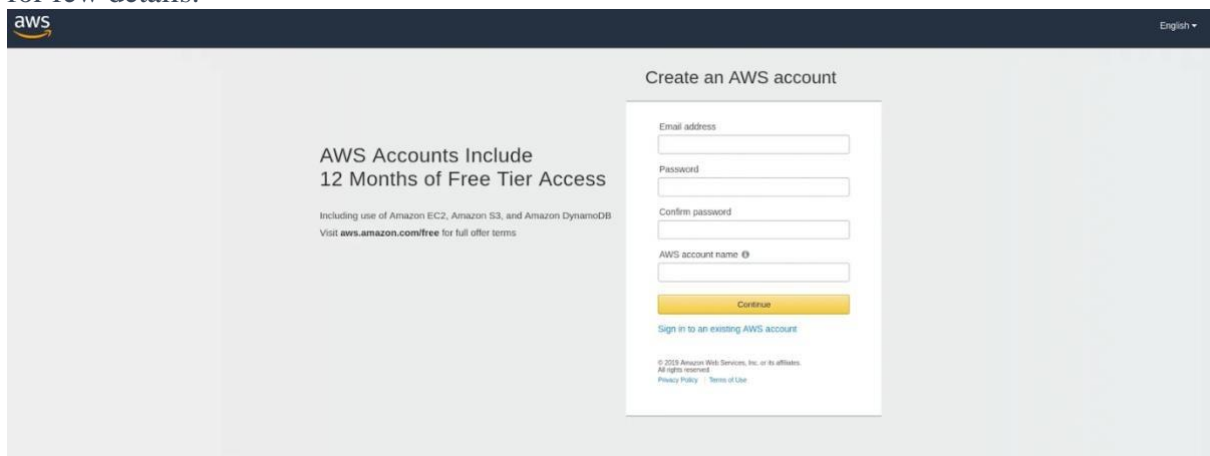 for few details.
aws
English
Create an AWS account
AWS Accounts Include
12 Months of Free Tier Access
Including use of Amazon EC2, Amazon S3, and Amazon DynamoDB
Visit aws.amazon.com/free for full offer terms
Email address
Password
Confirm password
AWS account name
Continue
Sign in to an existing AWS account
© 2019 Amazon Web Services, Inc. or its affiliates.
All rights reserved.
Privacy Policy | Terms of Use